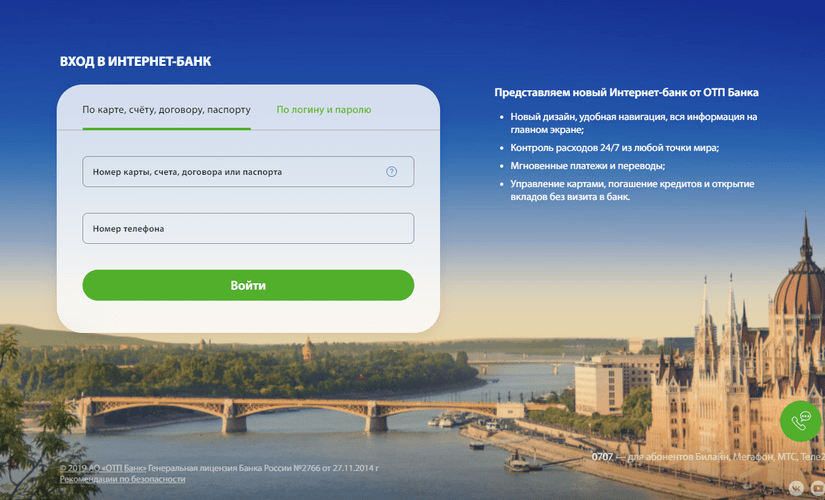 ВХОД В ИНТЕРНЕТ-БАНК
По карте, счёту, договору, паспорту
По логину и паролю
Номер карты, счета, договора или паспорта
?
Номер телефона
Войти
Представляем новый Интернет-банк от ОТП Банка
Новый дизайн, удобная навигация, вся информация на
главном экране;
Контроль расходов 24/7 из любой точки мира;
Мгновенные платежи и переводы;
Управление картами, погашение кредитов и открытие
вкладов без визита в банк.
0707 — для абонентов Билайн, Мегафон, МТС, Теле2
© 2019 АО «ОТП Банк» Генеральная лицензия Банка России №2766 от 27.11.2014 г
Рекомендации по безопасности